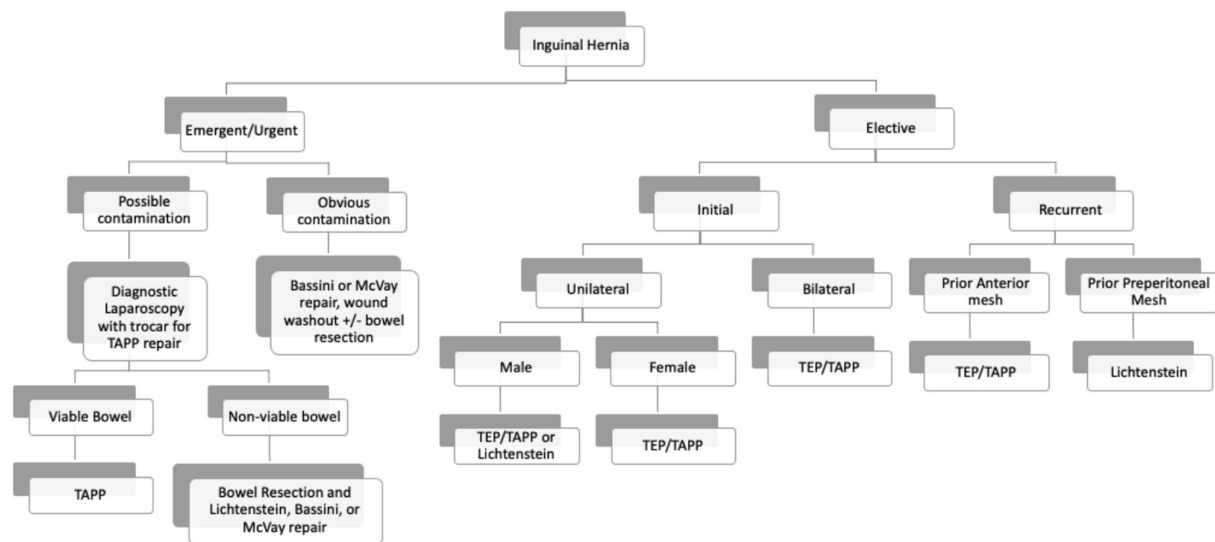 Inguinal Hernia
Emergent/Urgent
Elective
Possible
contamination
Obvious
contamination
Initial
Recurrent
Diagnostic
Laparoscopy
with trocar for
TAPP repair
Bassini or McVay
repair, wound
washout +/- bowel
resection
Unilateral
Bilateral
Prior Anterior
mesh
Prior Preperitoneal
Mesh
Male
Female
TEP/TAPP
TEP/TAPP
Lichtenstein
Viable Bowel
Non-viable bowel
TEP/TAPP or
Lichtenstein
TEP/TAPP
TAPP
Bowel Resection and
Lichtenstein, Bassini, or
McVay repair